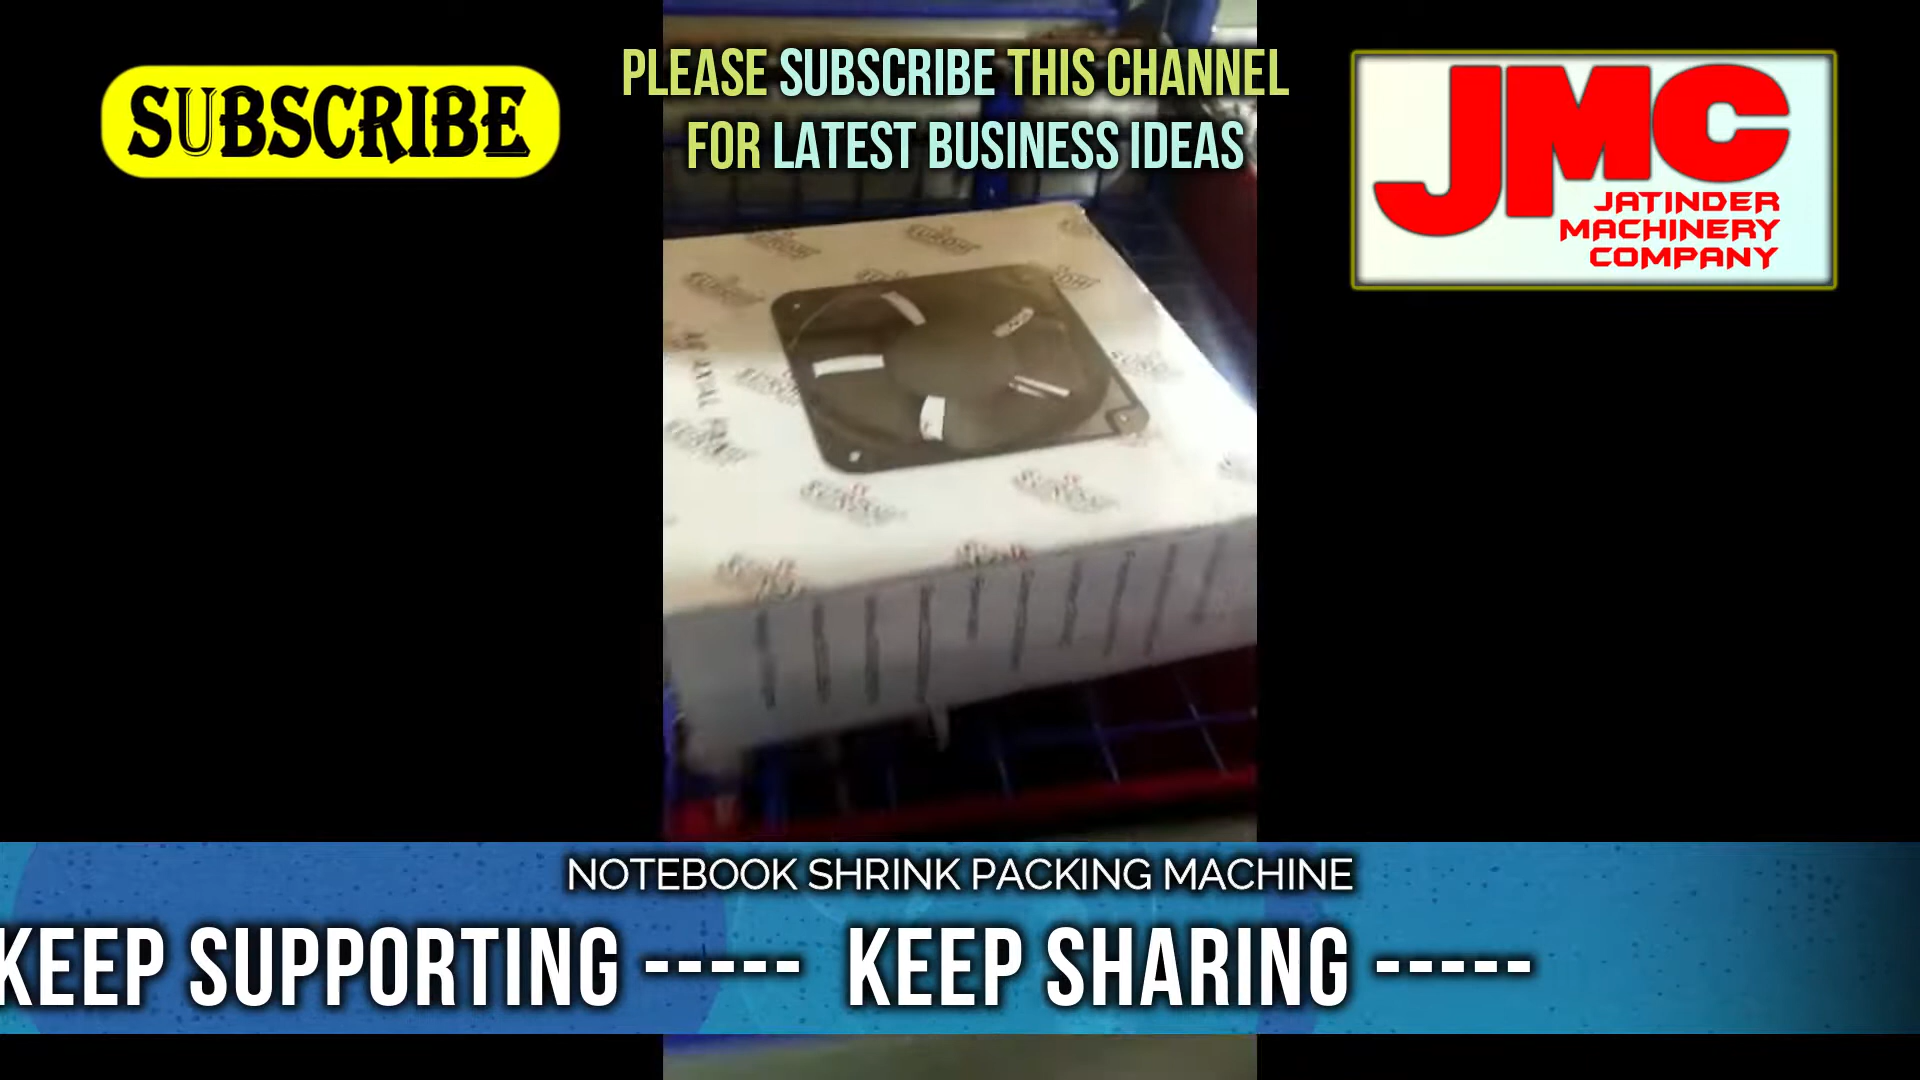 SUBSCRIBE
PLEASE SUBSCRIBE THIS CHANNEL
FOR LATEST BUSINESS IDEAS
JMC
JATINDER
MACHINERY
COMPANY
NOTEBOOK SHRINK PACKING MACHINE
KEEP SUPPORTING ----- KEEP SHARING -----